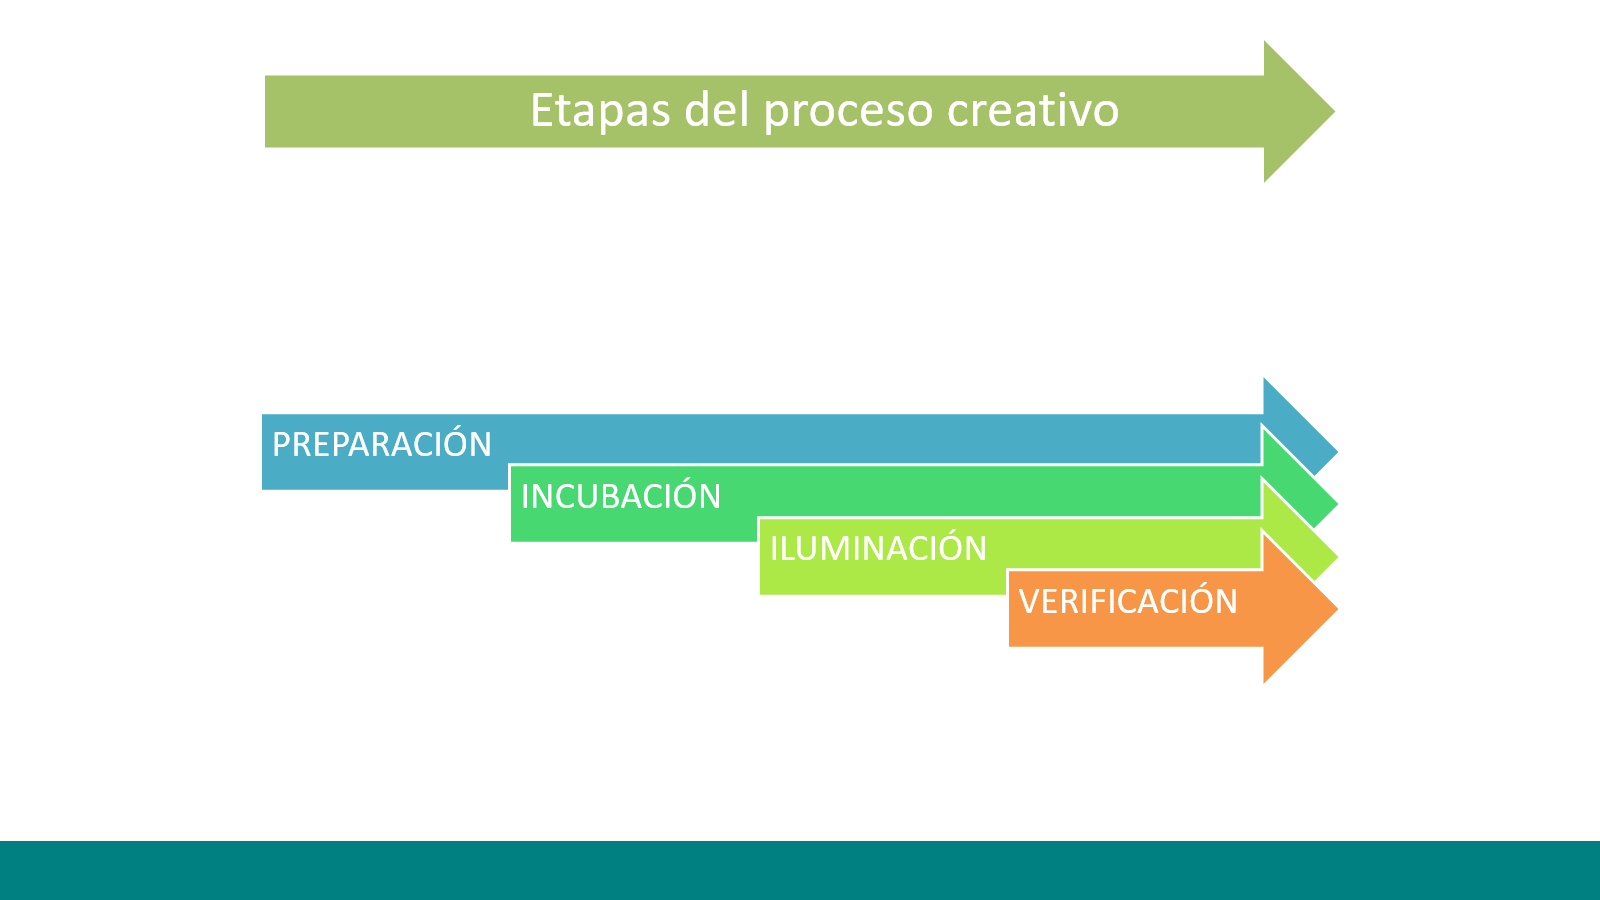 Etapas del proceso creativo
PREPARACIÓN
INCUBACIÓN
ILUMINACIÓN
VERIFICACIÓN